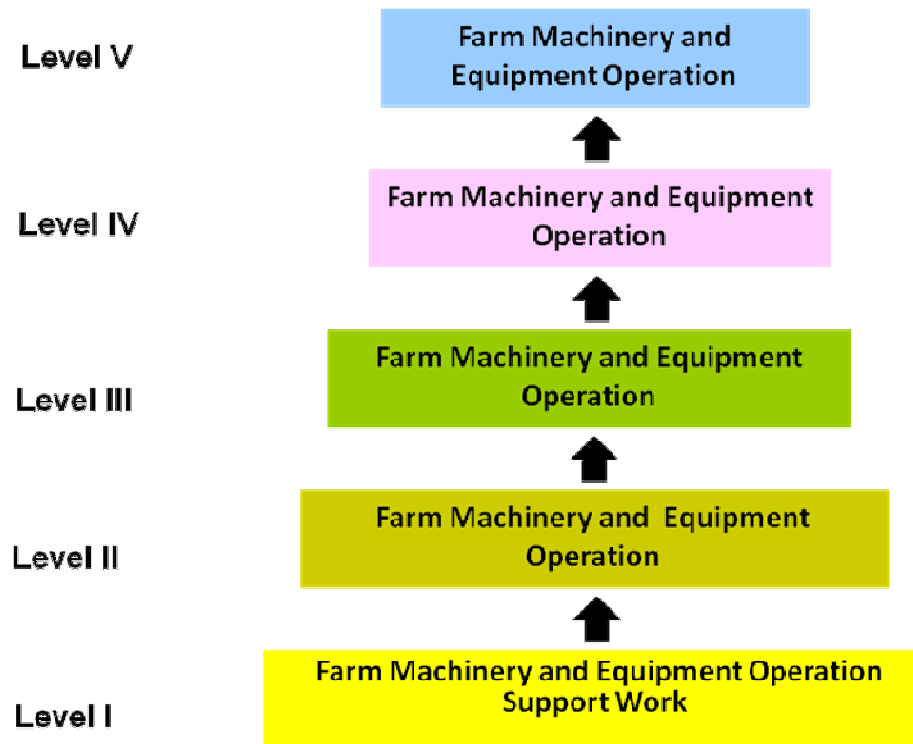 Level V
Farm Machinery and
Equipment Operation
Level IV
Farm Machinery and Equipment
Operation
Level III
Farm Machinery and Equipment
Operation
Level II
Farm Machinery and Equipment
Operation
Level I
Farm Machinery and Equipment Operation
Support Work